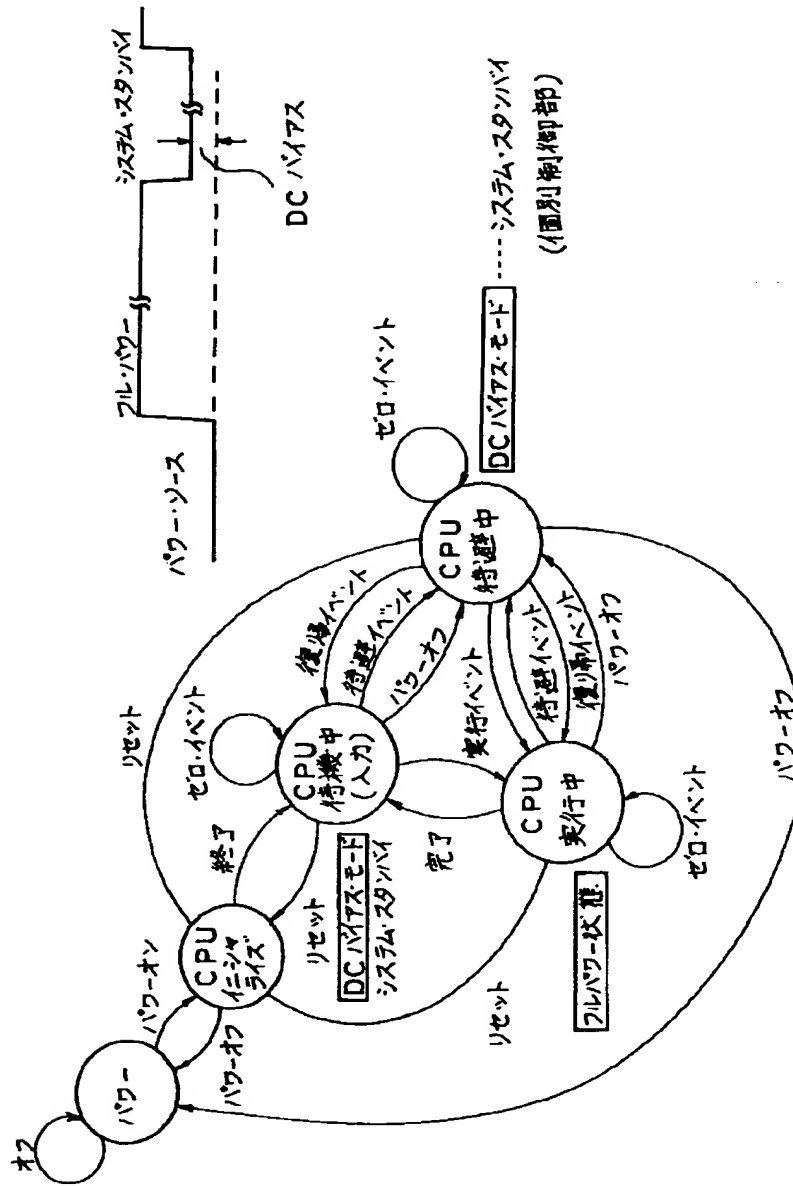 パワー・ソース
フル・パワー
システム・スタンバイ
DC バイアス
オフ
パワー
パワーオン
パワーオフ
CPU
イニシャ
ライズ
終了
リセット
リセット
ゼロ・イベント
CPU
待機中
(入力)
DC バイアス・モード
システム・スタンバイ
復帰イベント
待避イベント
パワーオフ
ゼロ・イベント
CPU
待避中
DC バイアス・モード
システム・スタンバイ
(個別制御部)
完了
実行イベント
待避イベント
復帰イベント
パワーオフ
CPU
実行中
フルパワー状態
ゼロ・イベント
リセット
パワーオフ